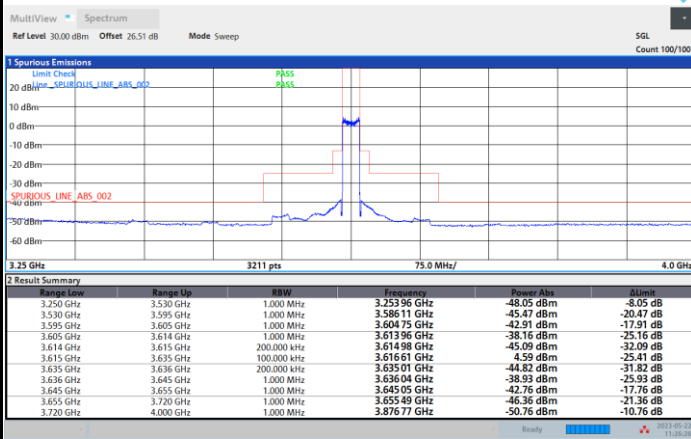 MultiView Spectrum
Ref Level 30.00 dBm Offset 26.51 dB Mode Sweep SGL
Count 100/100
1 Spurious Emissions
Limit Check PASS
20 dBm Line _SPURIOUS_LINE_ABS_002 PASS
10 dBm
0 dBm
-10 dBm
-20 dBm
-30 dBm
SPURIOUS_LINE_ABS_002
-40 dBm
-50 dBm
-60 dBm
3.25 GHz 3211 pts 75.0 MHz/ 4.0 GHz
2 Result Summary
Range Low Range Up RBW Frequency Power Abs ΔLimit
3.250 GHz 3.530 GHz 1.000 MHz 3.253 96 GHz -48.05 dBm -8.05 dB
3.530 GHz 3.595 GHz 1.000 MHz 3.586 11 GHz -45.47 dBm -20.47 dB
3.595 GHz 3.605 GHz 1.000 MHz 3.604 75 GHz -42.91 dBm -17.91 dB
3.605 GHz 3.614 GHz 1.000 MHz 3.613 96 GHz -38.16 dBm -25.16 dB
3.614 GHz 3.615 GHz 200.000 kHz 3.614 98 GHz -45.09 dBm -32.09 dB
3.615 GHz 3.635 GHz 100.000 kHz 3.616 61 GHz 4.59 dBm -25.41 dB
3.635 GHz 3.636 GHz 200.000 kHz 3.635 01 GHz -44.82 dBm -31.82 dB
3.636 GHz 3.645 GHz 1.000 MHz 3.636 04 GHz -38.93 dBm -25.93 dB
3.645 GHz 3.655 GHz 1.000 MHz 3.645 05 GHz -42.76 dBm -17.76 dB
3.655 GHz 3.720 GHz 1.000 MHz 3.655 49 GHz -46.36 dBm -21.36 dB
3.720 GHz 4.000 GHz 1.000 MHz 3.876 77 GHz -50.76 dBm -10.76 dB
Ready 2023-05-22